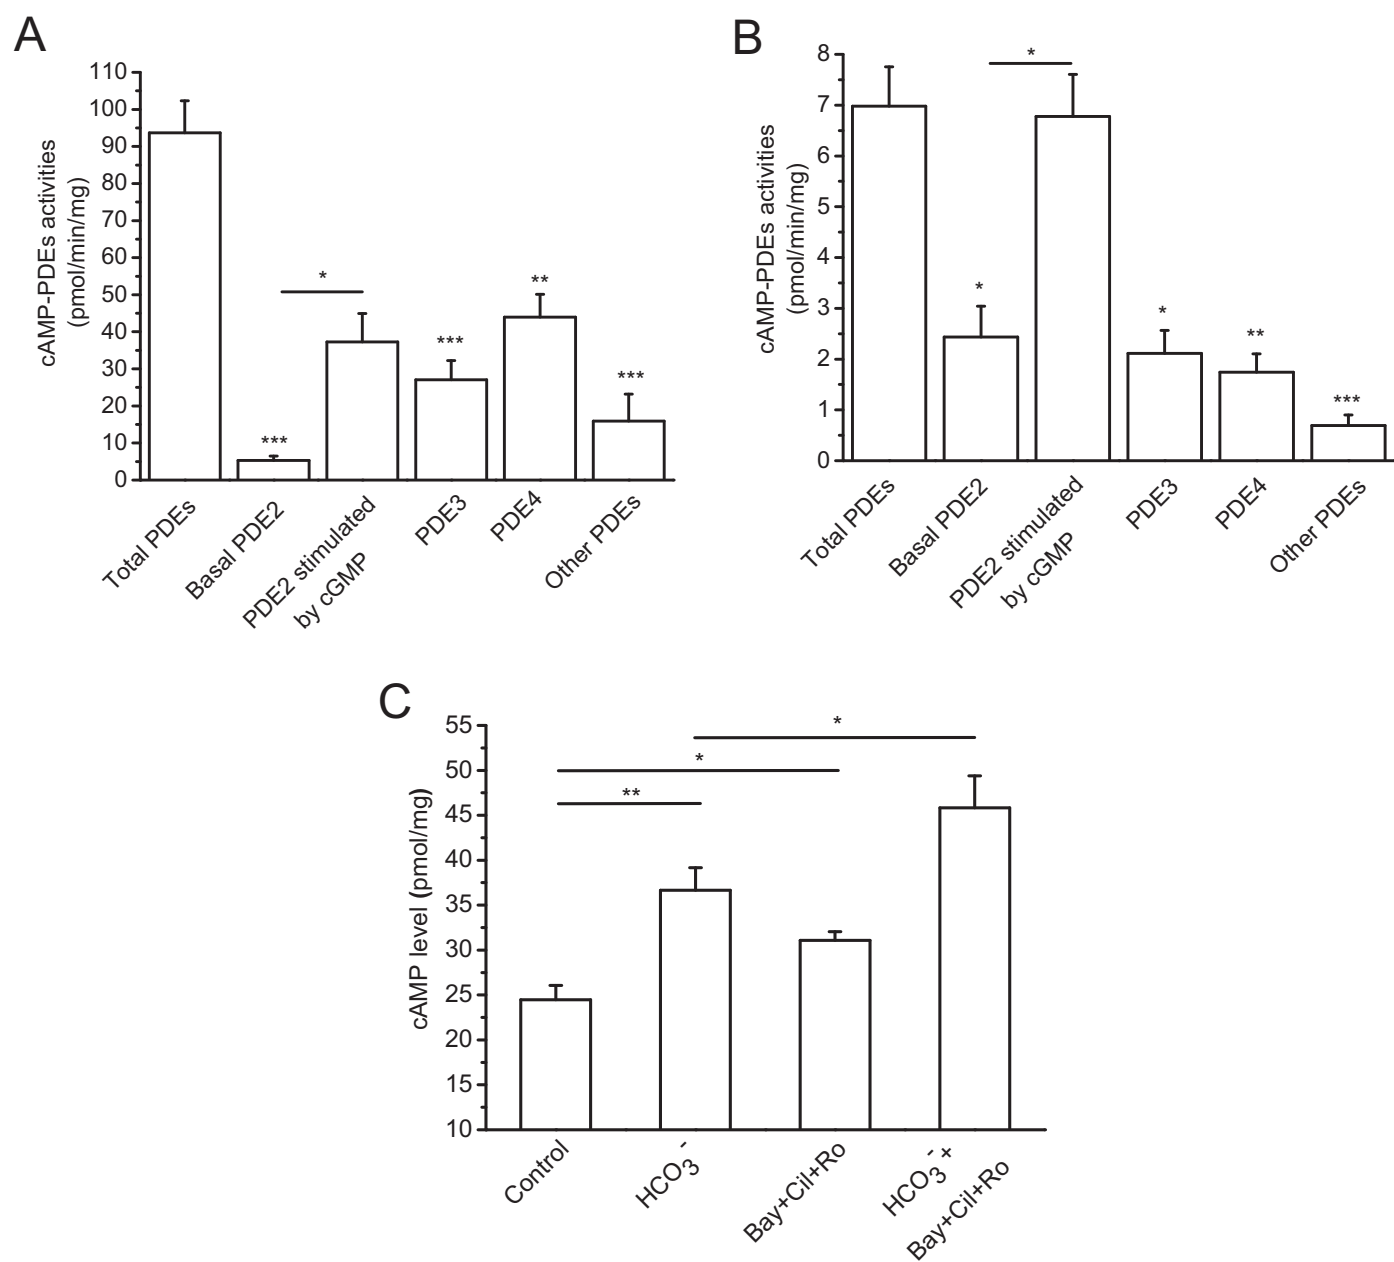 A
cAMP-PDEs activities
(pmol/min/mg)
110
100
90
80
70
60
50
40
30
20
10
0
***
*
***
**
***
Total PDEs
Basal PDE2
PDE2 stimulated
by cGMP
PDE3
PDE4
Other PDEs
B
cAMP-PDEs activities
(pmol/min/mg)
8
7
6
5
4
3
2
1
0
*
*
*
**
***
Total PDEs
Basal PDE2
PDE2 stimulated
by cGMP
PDE3
PDE4
Other PDEs
C
cAMP level (pmol/mg)
55
50
45
40
35
30
25
20
15
10
*
*
**
Control
HCO3-
Bay+Cil+Ro
HCO3-+
Bay+Cil+Ro